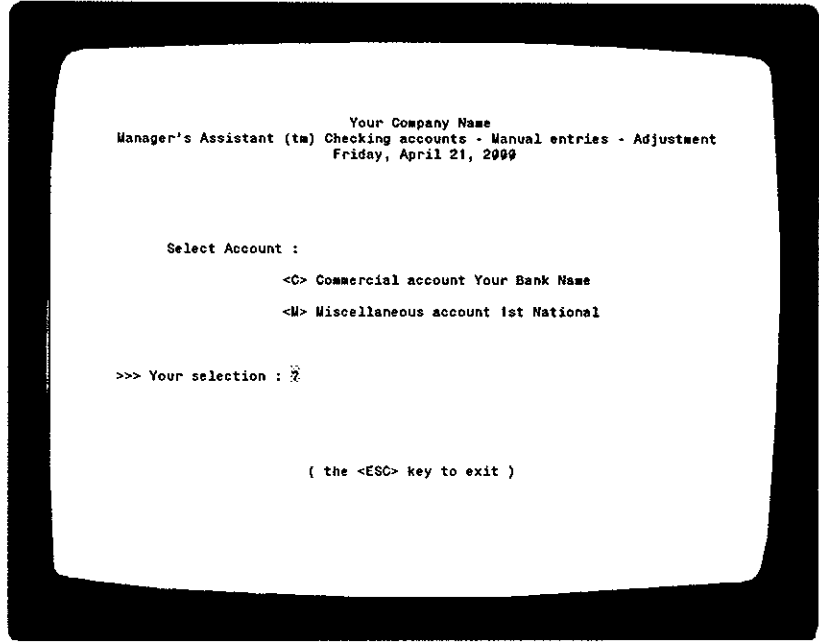 Your Company Name
Manager's Assistant (tm) Checking accounts - Manual entries - Adjustment
Friday, April 21, 2000
Select Account :
<C> Commercial account Your Bank Name
<M> Miscellaneous account 1st National
>>> Your selection : ?
( the <ESC> key to exit )